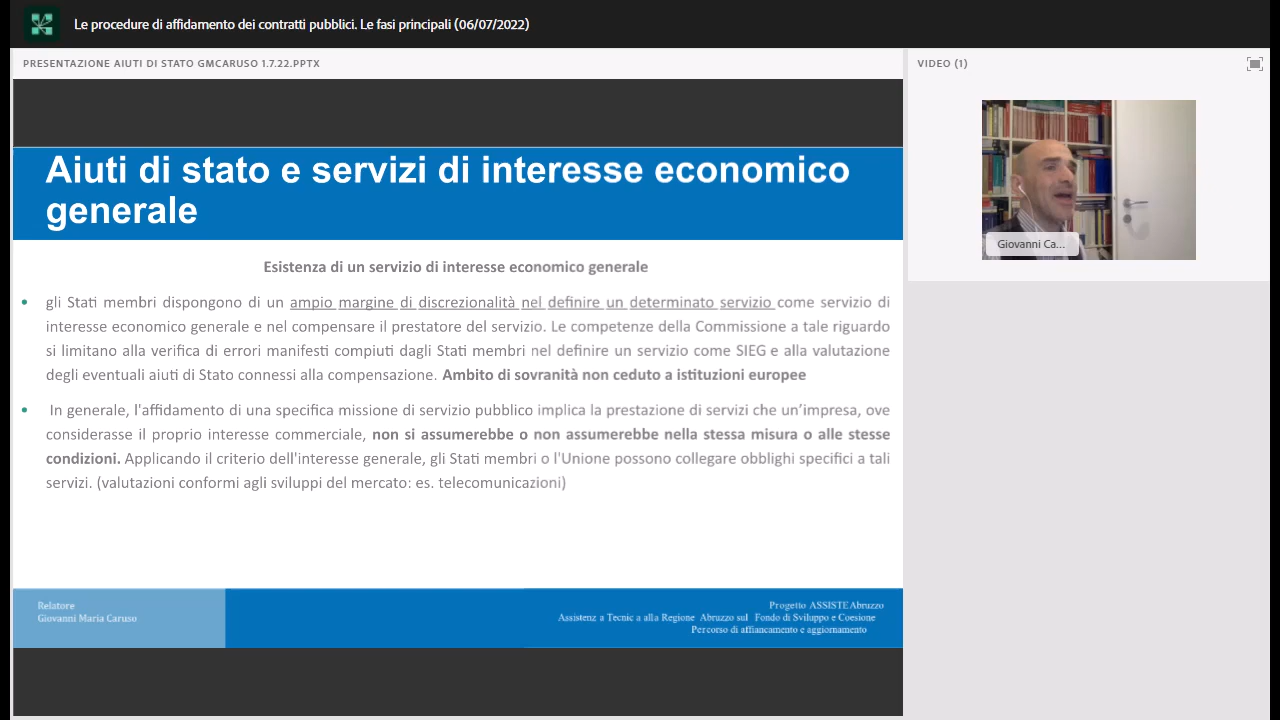 Le procedure di affidamento dei contratti pubblici. Le fasi principali (06/07/2022)
PRESENTAZIONE AIUTI DI STATO GMCARUSO 1.7.22.PPTX
VIDEO (1)
Aiuti di stato e servizi di interesse economico
generale
Esistenza di un servizio di interesse economico generale
• gli Stati membri dispongono di un ampio margine di discrezionalità nel definire un determinato servizio come servizio di
interesse economico generale e nel compensare il prestatore del servizio. Le competenze della Commissione a tale riguardo
si limitano alla verifica di errori manifesti compiuti dagli Stati membri nel definire un servizio come SIEG e alla valutazione
degli eventuali aiuti di Stato connessi alla compensazione. Ambito di sovranità non ceduto a istituzioni europee
• In generale, l'affidamento di una specifica missione di servizio pubblico implica la prestazione di servizi che un'impresa, ove
considerasse il proprio interesse commerciale, non si assumerebbe o non assumerebbe nella stessa misura o alle stesse
condizioni. Applicando il criterio dell'interesse generale, gli Stati membri o l'Unione possono collegare obblighi specifici a tali
servizi. (valutazioni conformi agli sviluppi del mercato: es. telecomunicazioni)
Giovanni Ca...
Relatore
Giovanni Maria Caruso
Progetto ASSISTE Abruzzo
Assistenz a Tecnic a alla Regione Abruzzo sul Fondo di Sviluppo e Coesione
Percorso di affiancamento e aggiornamento